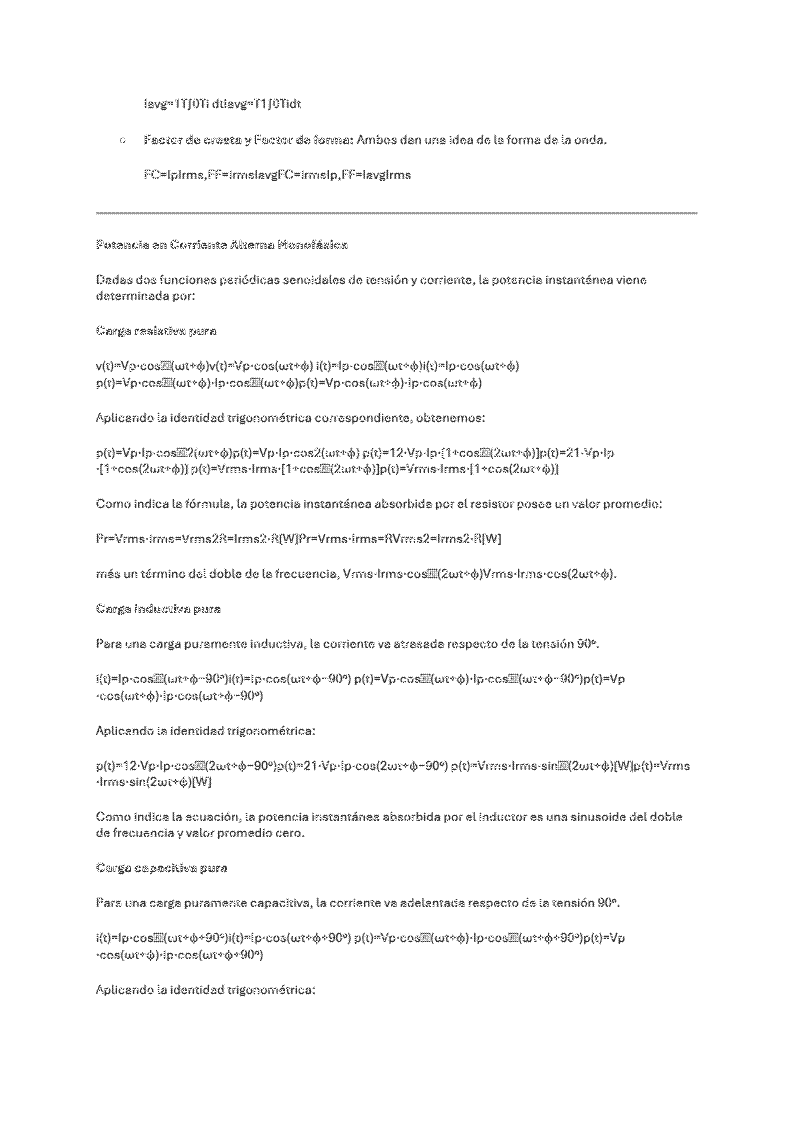 Iavg=1T∫0Ti dtIavg=T1∫0Tidt
○ Factor de cresta y Factor de forma: Ambos dan una idea de la forma de la onda.
FC=IpIrms,FF=IrmsIavgFC=IrmsIp,FF=IavgIrms
Potencia en Corriente Alterna Monofásica
Dadas dos funciones periódicas senoidales de tensión y corriente, la potencia instantánea viene
determinada por:
Carga resistiva pura
v(t)=Vp⋅cos(ωt+ϕ)v(t)=Vp⋅cos(ωt+ϕ) i(t)=Ip⋅cos(ωt+ϕ)i(t)=Ip⋅cos(ωt+ϕ)
p(t)=Vp⋅cos(ωt+ϕ)⋅Ip⋅cos(ωt+ϕ)p(t)=Vp⋅cos(ωt+ϕ)⋅Ip⋅cos(ωt+ϕ)
Aplicando la identidad trigonométrica correspondiente, obtenemos:
p(t)=Vp⋅Ip⋅cos2(ωt+ϕ)p(t)=Vp⋅Ip⋅cos2(ωt+ϕ) p(t)=12⋅Vp⋅Ip⋅[1+cos(2ωt+ϕ)]p(t)=21⋅Vp⋅Ip
⋅[1+cos(2ωt+ϕ)] p(t)=Vrms⋅Irms⋅[1+cos(2ωt+ϕ)]p(t)=Vrms⋅Irms⋅[1+cos(2ωt+ϕ)]
Como indica la fórmula, la potencia instantánea absorbida por el resistor posee un valor promedio:
Pr=Vrms⋅Irms=Vrms2R=Irms2⋅R[W]Pr=Vrms⋅Irms=RVrms2=Irms2⋅R[W]
más un término del doble de la frecuencia, Vrms⋅Irms⋅cos(2ωt+ϕ)Vrms⋅Irms⋅cos(2ωt+ϕ).
Carga inductiva pura
Para una carga puramente inductiva, la corriente va atrasada respecto de la tensión 90º.
i(t)=Ip⋅cos(ωt+ϕ−90º)i(t)=Ip⋅cos(ωt+ϕ−90º) p(t)=Vp⋅cos(ωt+ϕ)⋅Ip⋅cos(ωt+ϕ−90º)p(t)=Vp
⋅cos(ωt+ϕ)⋅Ip⋅cos(ωt+ϕ−90º)
Aplicando la identidad trigonométrica:
p(t)=12⋅Vp⋅Ip⋅cos(2ωt+ϕ−90º)p(t)=21⋅Vp⋅Ip⋅cos(2ωt+ϕ−90º) p(t)=Vrms⋅Irms⋅sin(2ωt+ϕ)[W]p(t)=Vrms
⋅Irms⋅sin(2ωt+ϕ)[W]
Como indica la ecuación, la potencia instantánea absorbida por el inductor es una sinusoide del doble
de frecuencia y valor promedio cero.
Carga capacitiva pura
Para una carga puramente capacitiva, la corriente va adelantada respecto de la tensión 90º.
i(t)=Ip⋅cos(ωt+ϕ+90º)i(t)=Ip⋅cos(ωt+ϕ+90º) p(t)=Vp⋅cos(ωt+ϕ)⋅Ip⋅cos(ωt+ϕ+90º)p(t)=Vp
⋅cos(ωt+ϕ)⋅Ip⋅cos(ωt+ϕ+90º)
Aplicando la identidad trigonométrica: